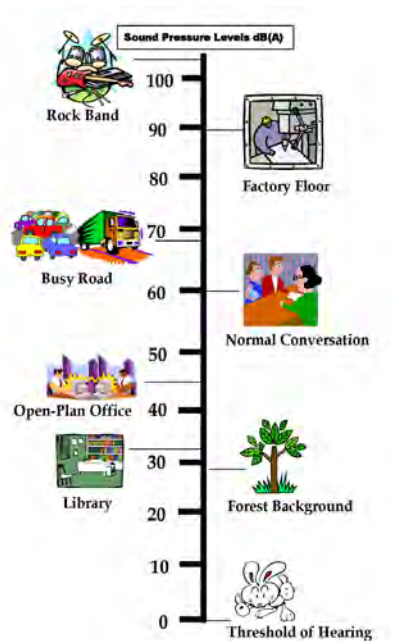 Sound Pressure Levels dB(A)
100
Rock Band
90
Factory Floor
80
70
Busy Road
60
Normal Conversation
50
Open-Plan Office
40
30
Library
Forest Background
20
10
0
Threshold of Hearing